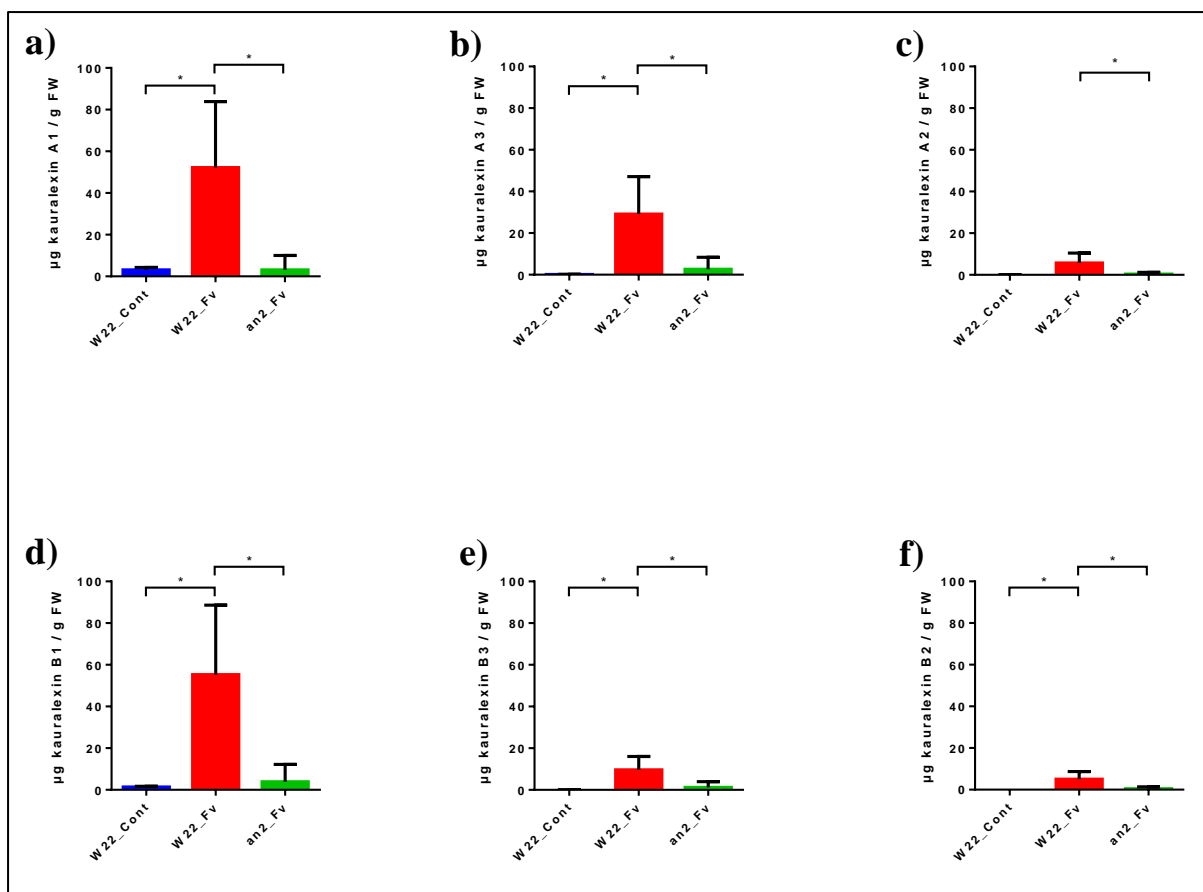 a)
*
*
100
80
60
40
20
0
µg kauralexin A1 / g FW
W22_Cont
W22_Fv
an2_Fv
b)
*
*
100
80
60
40
20
0
µg kauralexin A3 / g FW
W22_Cont
W22_Fv
an2_Fv
c)
*
100
80
60
40
20
0
µg kauralexin A2 / g FW
W22_Cont
W22_Fv
an2_Fv
d)
*
*
100
80
60
40
20
0
µg kauralexin B1 / g FW
W22_Cont
W22_Fv
an2_Fv
e)
*
*
100
80
60
40
20
0
µg kauralexin B3 / g FW
W22_Cont
W22_Fv
an2_Fv
f)
*
*
100
80
60
40
20
0
µg kauralexin B2 / g FW
W22_Cont
W22_Fv
an2_Fv